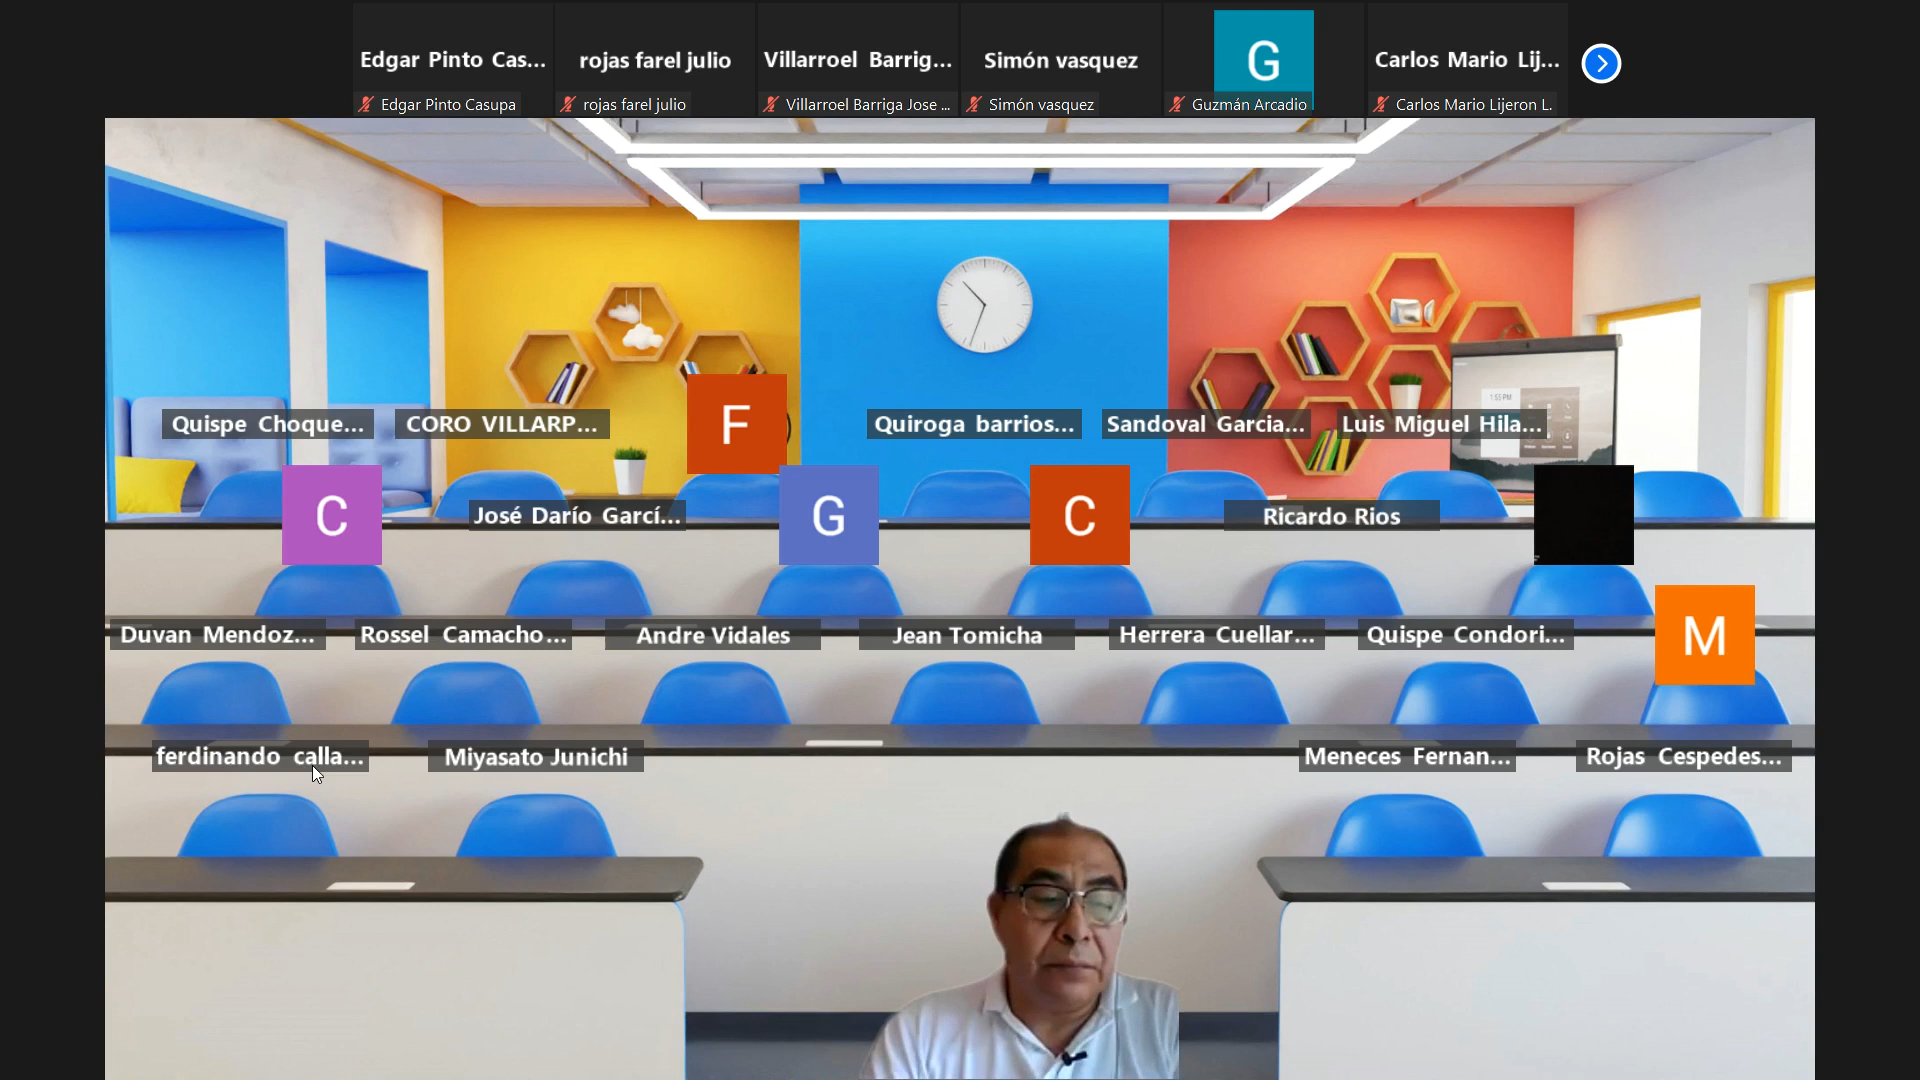 Edgar Pinto Cas...
rojas farel julio
Villarroel Barrig...
Simón vasquez
G
Carlos Mario Lij...
Edgar Pinto Casupa
rojas farel julio
Villarroel Barriga Jose ...
Simón vasquez
Guzmán Arcadio
Carlos Mario Lijeron L.
1:53 PM
Quispe Choque...
CORO VILLARP...
F
Quiroga barrios...
Sandoval Garcia...
Luis Miguel Hila...
C
José Darío Garcí...
G
C
Ricardo Rios
Duvan Mendoz...
Rossel Camacho...
Andre Vidales
Jean Tomicha
Herrera Cuellar...
Quispe Condori...
M
ferdinando calla...
Miyasato Junichi
Meneces Fernan...
Rojas Cespedes...